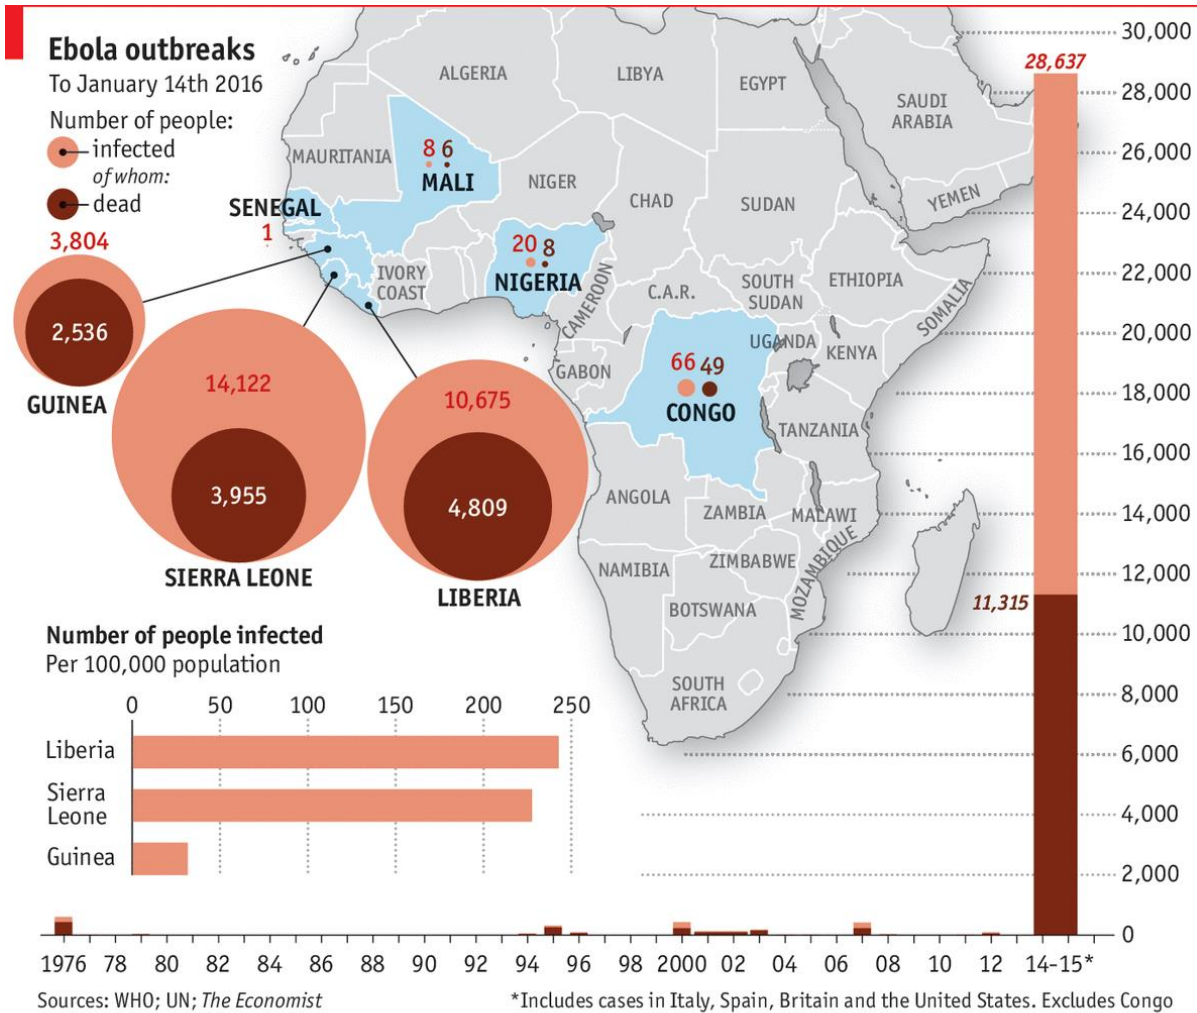 Ebola outbreaks
To January 14th 2016
Number of people:
infected
of whom:
dead
ALGERIA
LIBYA
EGYPT
SAUDI
ARABIA
YEMEN
MAURITANIA
8 6
MALI
NIGER
CHAD
SUDAN
SENEGAL
1
20 8
NIGERIA
IVORY
COAST
CAMEROON
C.A.R.
SOUTH
SUDAN
ETHIOPIA
SOMALIA
UGANDA
KENYA
GABON
66 49
CONGO
TANZANIA
ANGOLA
ZAMBIA
MALAWI
MOZAMBIQUE
ZIMBABWE
NAMIBIA
BOTSWANA
SOUTH
AFRICA
3,804
2,536
GUINEA
14,122
3,955
SIERRA LEONE
10,675
4,809
LIBERIA
Number of people infected
Per 100,000 population
0 50 100 150 200 250
Liberia
Sierra
Leone
Guinea
28,637
11,315
30,000
28,000
26,000
24,000
22,000
20,000
18,000
16,000
14,000
12,000
10,000
8,000
6,000
4,000
2,000
0
1976 78 80 82 84 86 88 90 92 94 96 98 2000 02 04 06 08 10 12 14-15*
Sources: WHO; UN; The Economist
*Includes cases in Italy, Spain, Britain and the United States. Excludes Congo